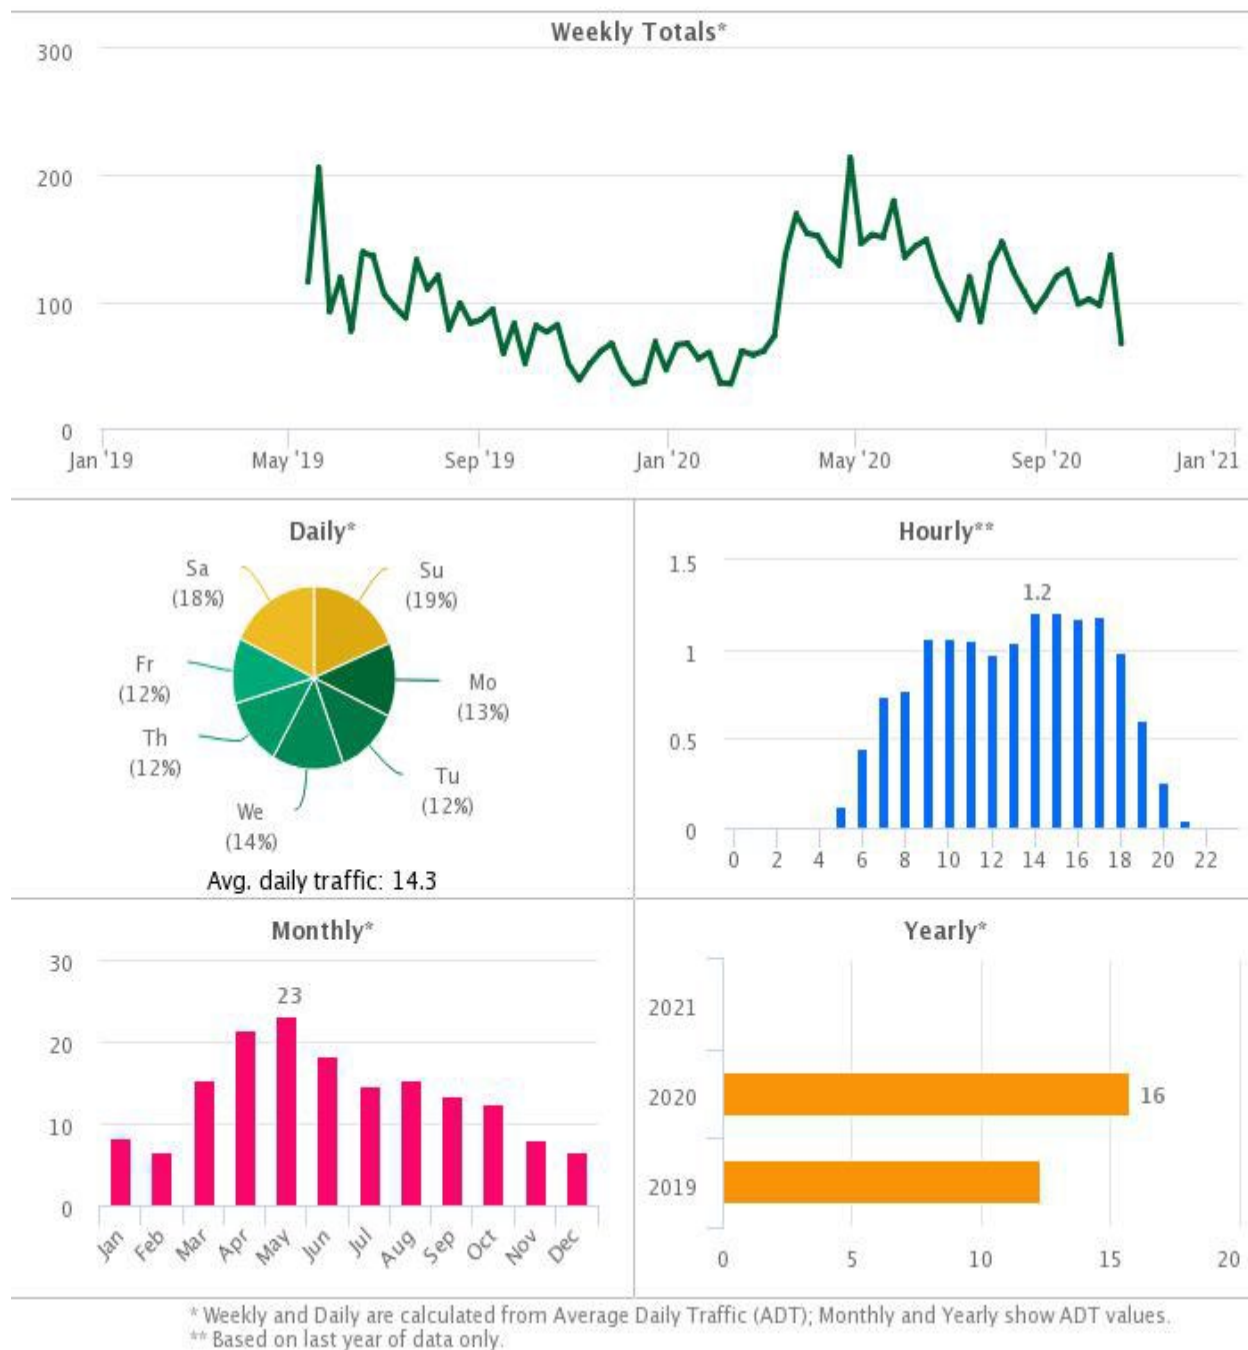 Weekly Totals*
300
200
100
0
Jan '19 May '19 Sep '19 Jan '20 May '20 Sep '20 Jan '21
Daily*
Sa
(18%)
Su
(19%)
Fr
(12%)
Mo
(13%)
Th
(12%)
Tu
(12%)
We
(14%)
Avg. daily traffic: 14.3
Hourly**
1.5
1.2
1
0.5
0
0 2 4 6 8 10 12 14 16 18 20 22
Monthly*
30
23
20
10
0
Jan Feb Mar Apr May Jun Jul Aug Sep Oct Nov Dec
Yearly*
2021
2020 16
2019
0 5 10 15 20
* Weekly and Daily are calculated from Average Daily Traffic (ADT); Monthly and Yearly show ADT values.
** Based on last year of data only.